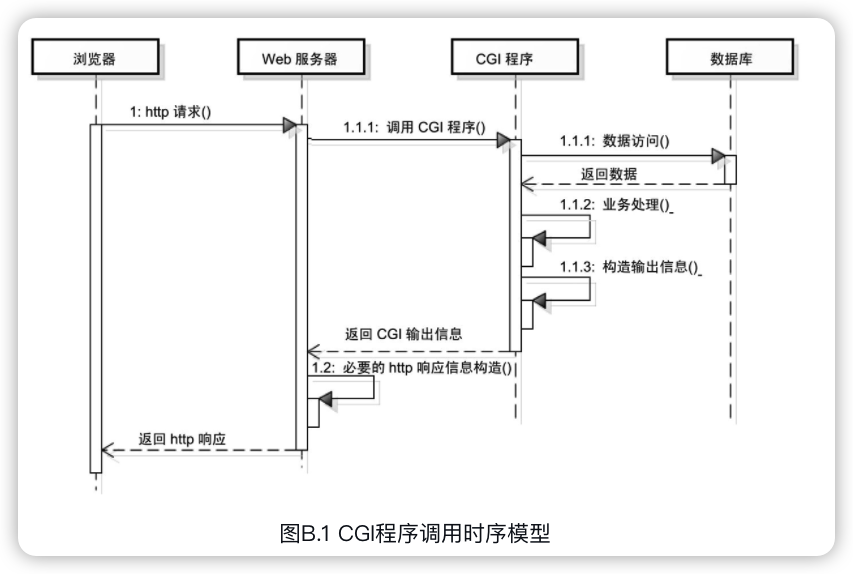 浏览器
Web 服务器
CGI 程序
数据库
1: http 请求()
1.1.1: 调用 CGI 程序()
1.1.1: 数据访问()
返回数据
1.1.2: 业务处理()_
1.1.3: 构造输出信息()_
返回 CGI 输出信息
1.2: 必要的 http 响应信息构造()
返回 http 响应
图B.1 CGI程序调用时序模型